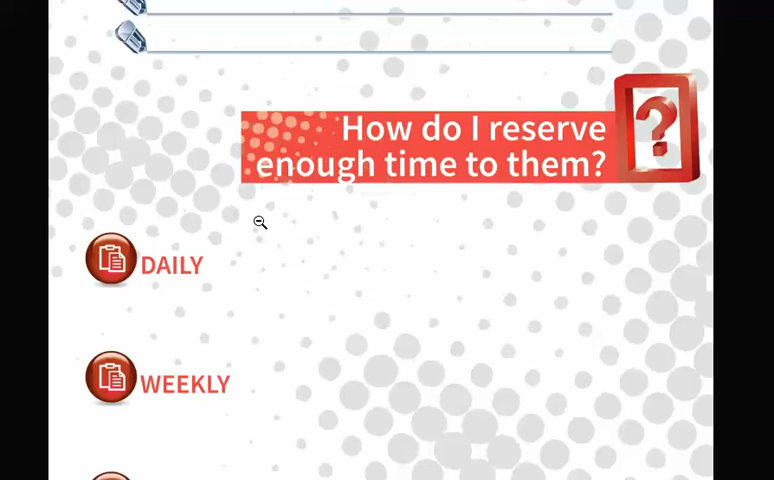 How do I reserve
enough time to them?
?
DAILY
WEEKLY